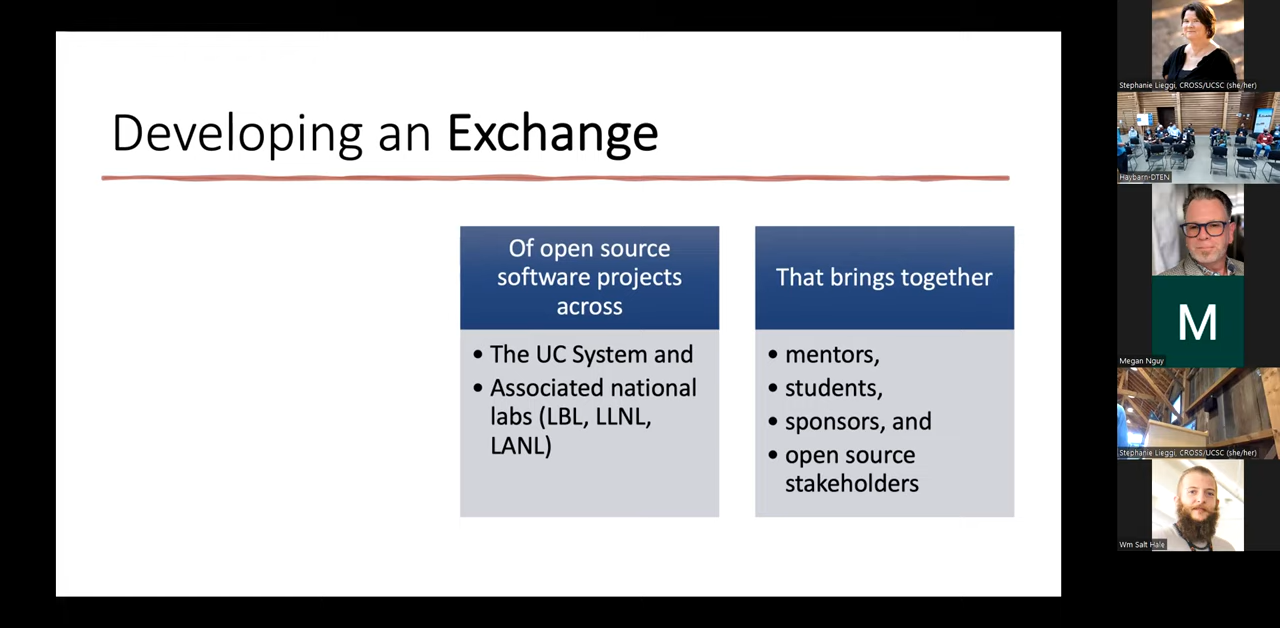 Developing an Exchange
Of open source
software projects
across
• The UC System and
• Associated national
labs (LBL, LLNL,
LANL)
That brings together
• mentors,
• students,
• sponsors, and
• open source
stakeholders
Stephanie Lieggi, CROSS/UCSC (she/her)
Haybarn-DTEN
M
Megan Nguy
Stephanie Lieggi, CROSS/UCSC (she/her)
Wm Salt Hale